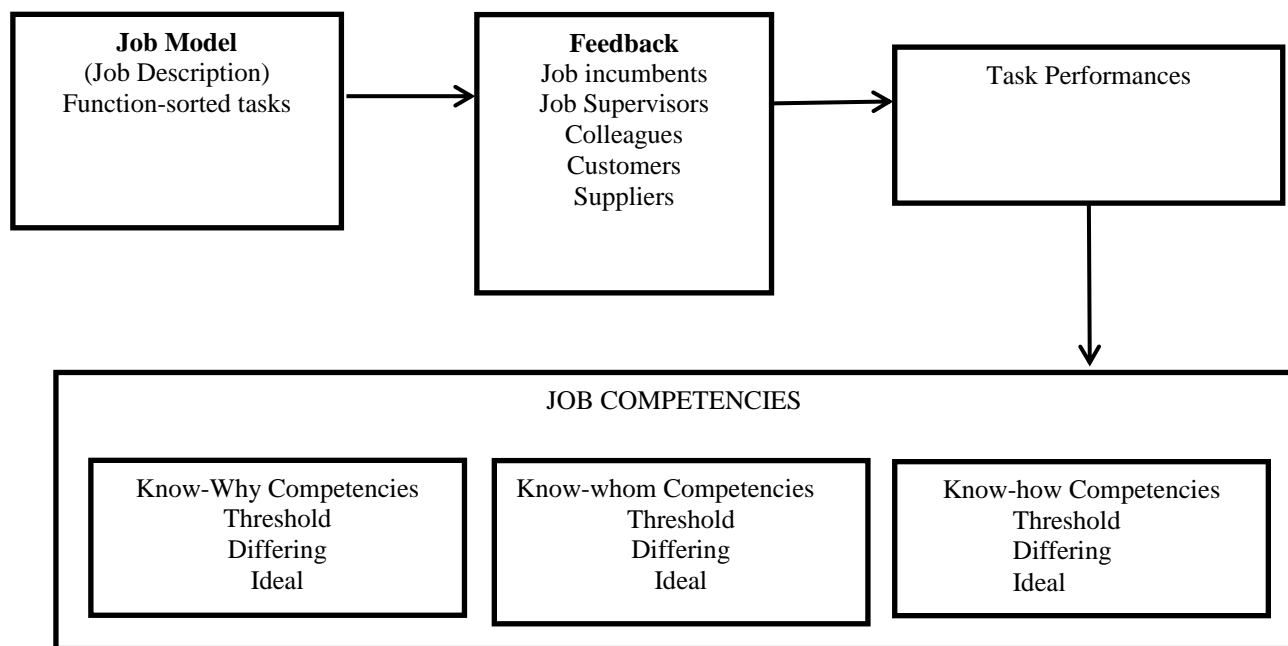 Job Model
(Job Description)
Function-sorted tasks
Feedback
Job incumbents
Job Supervisors
Colleagues
Customers
Suppliers
Task Performances
JOB COMPETENCIES
Know-Why Competencies
Threshold
Differing
Ideal
Know-whom Competencies
Threshold
Differing
Ideal
Know-how Competencies
Threshold
Differing
Ideal